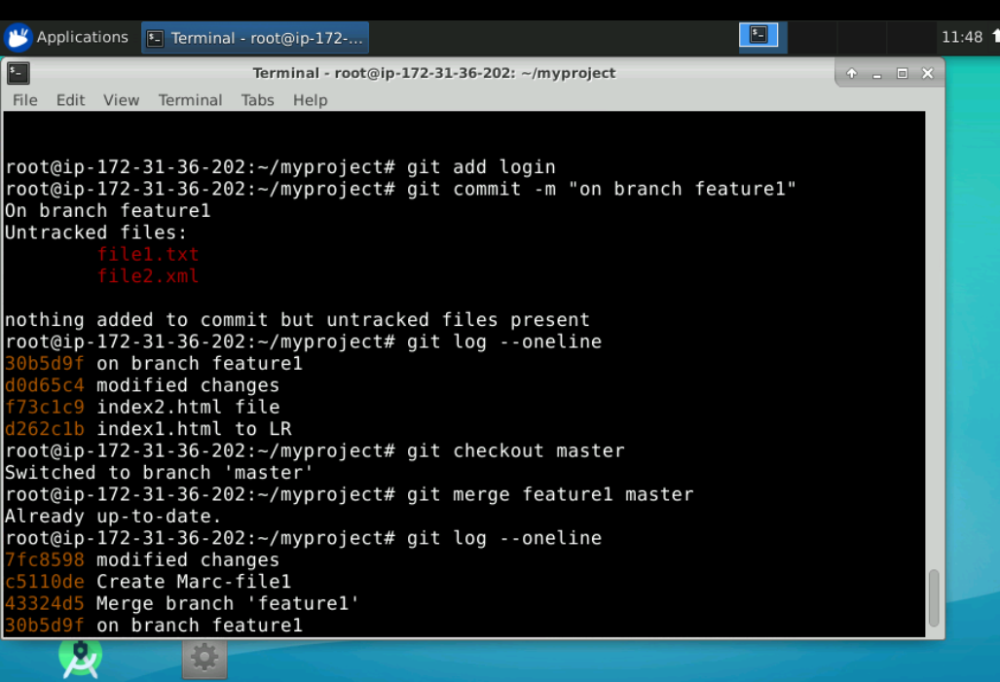 Applications
Terminal - root@ip-172-...
11:48
Terminal - root@ip-172-31-36-202: ~/myproject
File Edit View Terminal Tabs Help
root@ip-172-31-36-202:~/myproject# git add login
root@ip-172-31-36-202:~/myproject# git commit -m "on branch feature1"
On branch feature1
Untracked files:
file1.txt
file2.xml
nothing added to commit but untracked files present
root@ip-172-31-36-202:~/myproject# git log --oneline
30b5d9f on branch feature1
d0d65c4 modified changes
f73c1c9 index2.html file
d262c1b index1.html to LR
root@ip-172-31-36-202:~/myproject# git checkout master
Switched to branch 'master'
root@ip-172-31-36-202:~/myproject# git merge feature1 master
Already up-to-date.
root@ip-172-31-36-202:~/myproject# git log --oneline
7fc8598 modified changes
c5110de Create Marc-file1
43324d5 Merge branch 'feature1'
30b5d9f on branch feature1